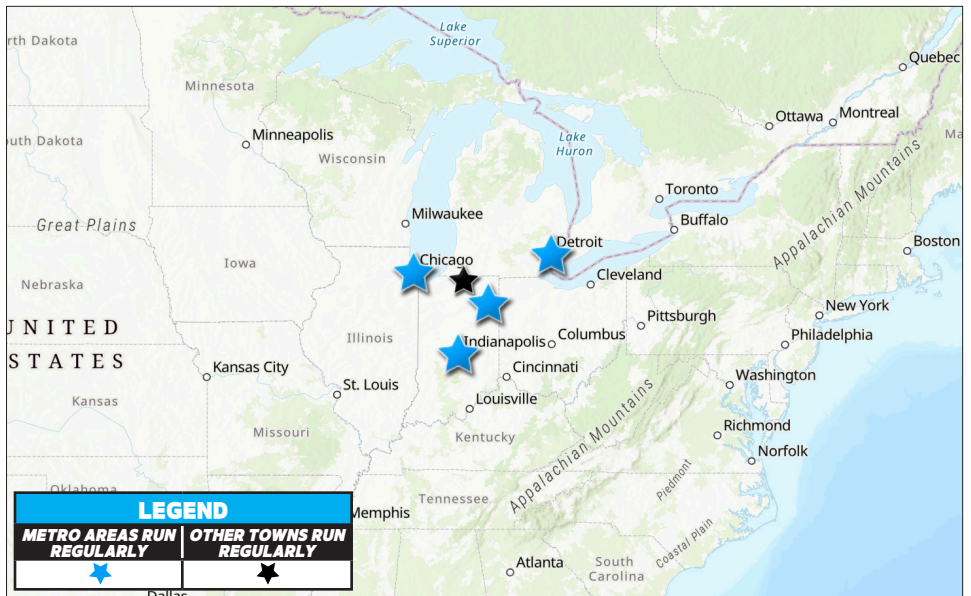 Lake
Superior
rth Dakota
Quebec
Minnesota
Ottawa
Montreal
Minneapolis
outh Dakota
Ma
Lake
Huron
Wisconsin
Appalachian Mountains
Toronto
Milwaukee
Buffalo
Great Plains
Detroit
Boston
Chicago
Iowa
Cleveland
Nebraska
New York
Pittsburgh
UNITED
STATES
Illinois
Indianapolis
Columbus
Philadelphia
Kansas City
Cincinnati
Washington
St. Louis
Kansas
Louisville
Appalachian Mountains
Richmond
Missouri
Kentucky
Norfolk
Piedmont
Oklahoma
Tennessee
Memphis
Coastal Plain
Atlanta
South
Carolina
LEGEND
METRO AREAS RUN
REGULARLY
OTHER TOWNS RUN
REGULARLY
Dallas